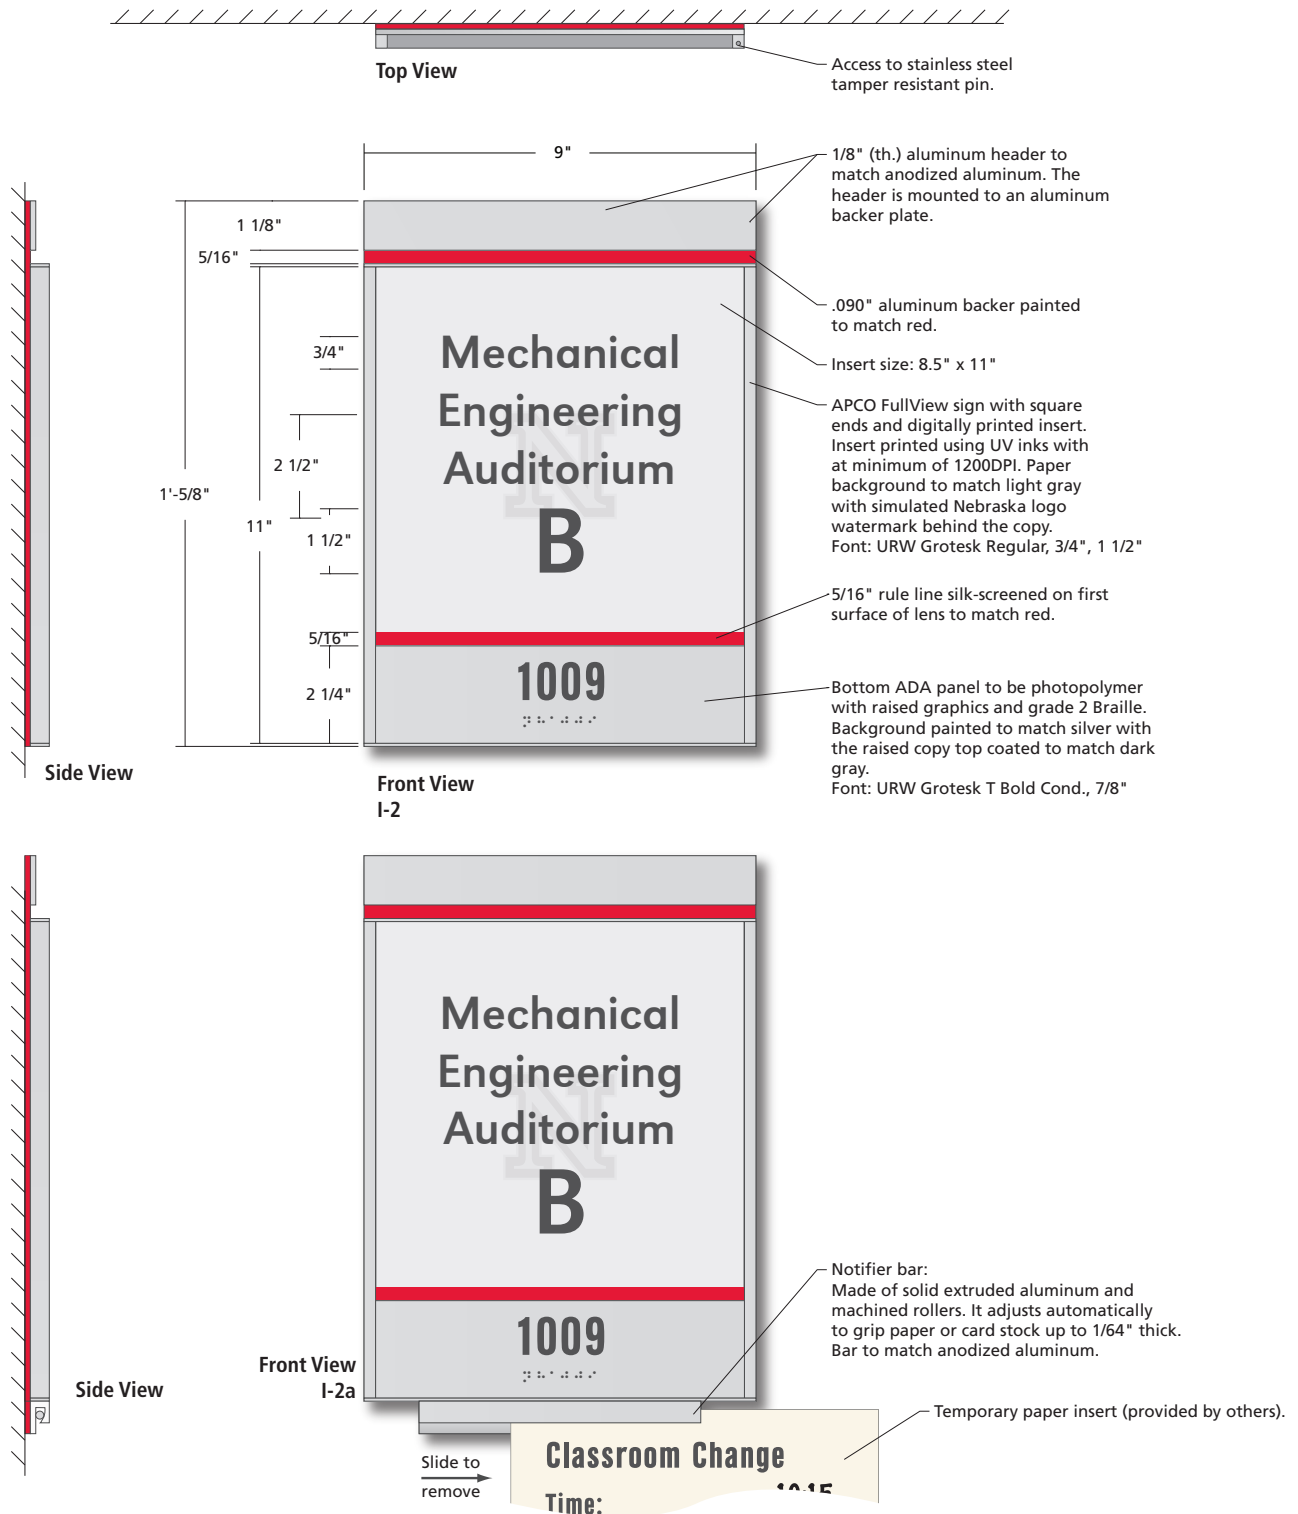 Top View
Access to stainless steel
tamper resistant pin.
9"
1/8" (th.) aluminum header to
match anodized aluminum. The
header is mounted to an aluminum
backer plate.
1 1/8"
5/16"
.090" aluminum backer painted
to match red.
3/4"
Mechanical
Engineering
Auditorium
B
Insert size: 8.5" x 11"
APCO FullView sign with square
ends and digitally printed insert.
Insert printed using UV inks with
at minimum of 1200DPI. Paper
background to match light gray
with simulated Nebraska logo
watermark behind the copy.
Font: URW Grotesk Regular, 3/4", 1 1/2"
N
2 1/2"
1'-5/8"
11"
1 1/2"
5/16" rule line silk-screened on first
surface of lens to match red.
5/16"
2 1/4"
1009
Bottom ADA panel to be photopolymer
with raised graphics and grade 2 Braille.
Background painted to match silver with
the raised copy top coated to match dark
gray.
Font: URW Grotesk T Bold Cond., 7/8"
Side View
Front View
I-2
Mechanical
Engineering
Auditorium
B
N
1009
Notifier bar:
Made of solid extruded aluminum and
machined rollers. It adjusts automatically
to grip paper or card stock up to 1/64" thick.
Bar to match anodized aluminum.
Front View
I-2a
Side View
Temporary paper insert (provided by others).
Slide to
remove
Classroom Change
Time: 10:15